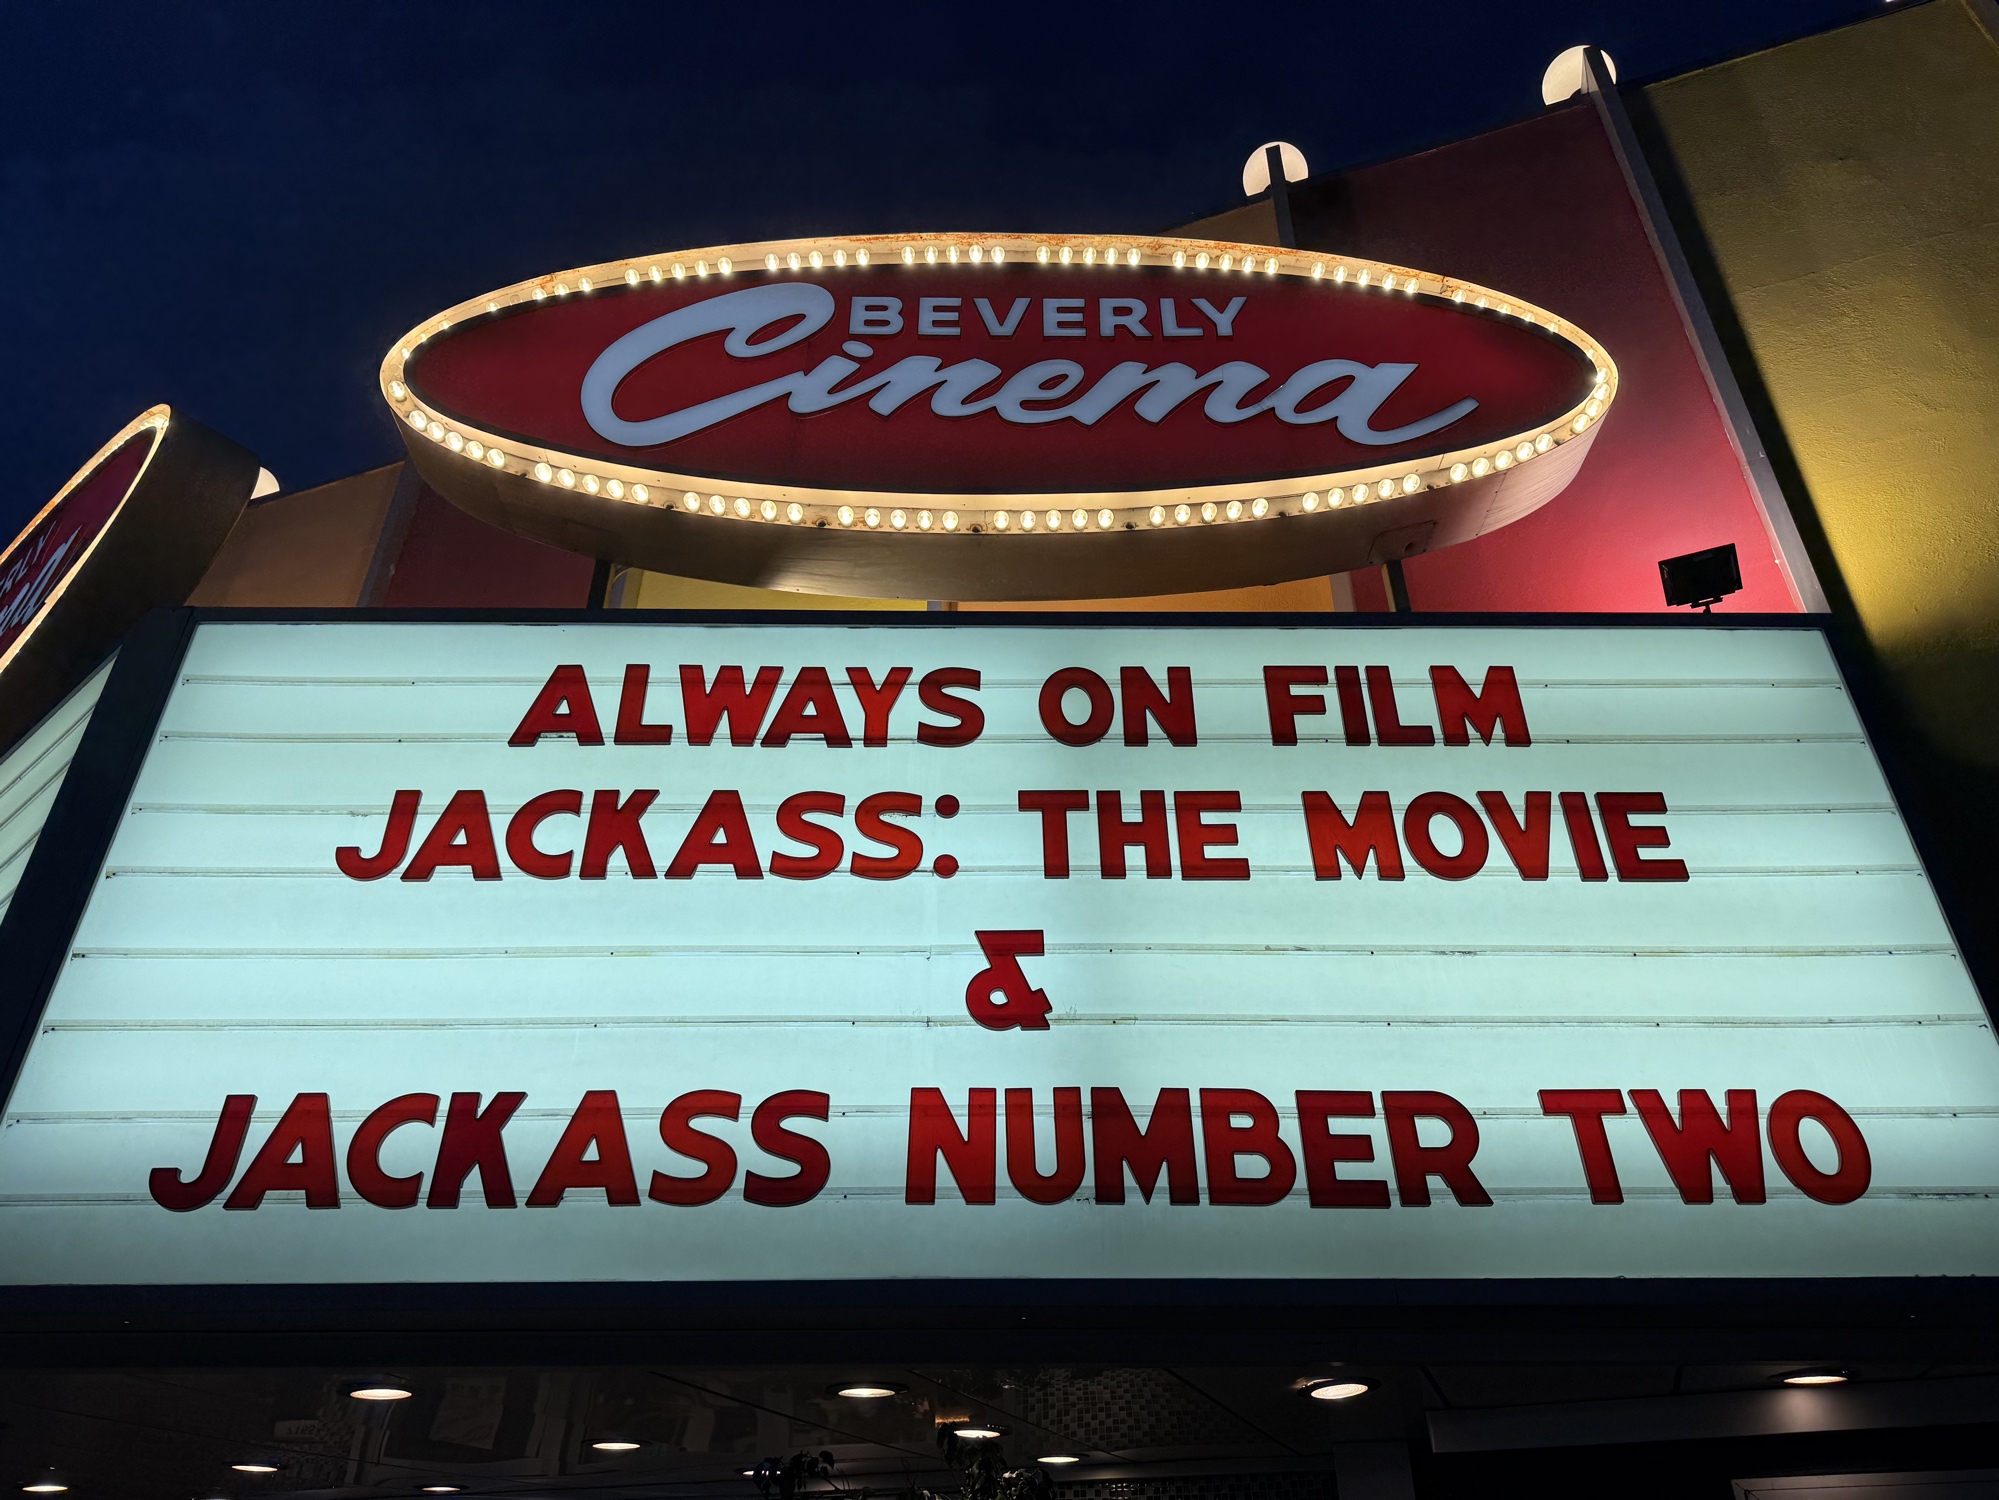 BEVERLY
Cinema
ALWAYS ON FILM
JACKASS: THE MOVIE
&
JACKASS NUMBER TWO